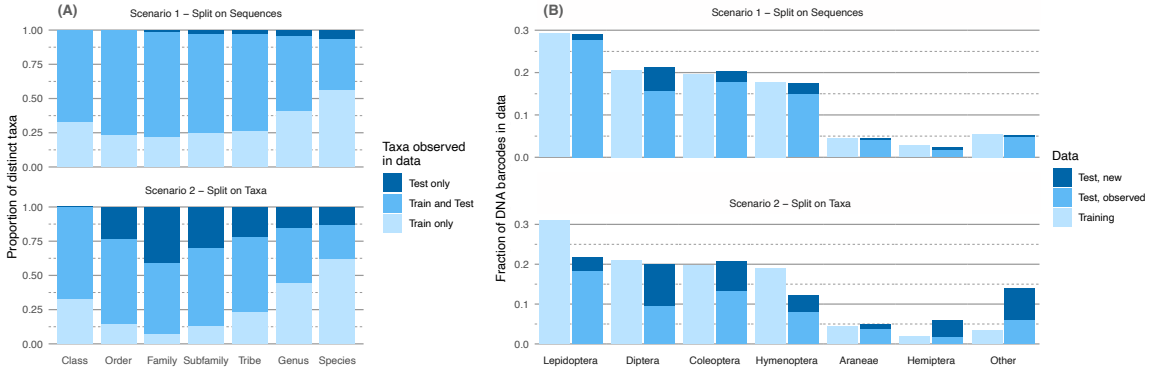 (A)
Scenario 1 – Split on Sequences
1.00
0.75
0.50
0.25
0.00
Scenario 2 – Split on Taxa
1.00
0.75
0.50
0.25
0.00
Class Order Family Subfamily Tribe Genus Species
Proportion of distinct taxa
Taxa observed
in data
Test only
Train and Test
Train only
(B)
Scenario 1 – Split on Sequences
0.3
0.2
0.1
0.0
Scenario 2 – Split on Taxa
0.3
0.2
0.1
0.0
Lepidoptera Diptera Coleoptera Hymenoptera Araneae Hemiptera Other
Fraction of DNA barcodes in data
Data
Test, new
Test, observed
Training